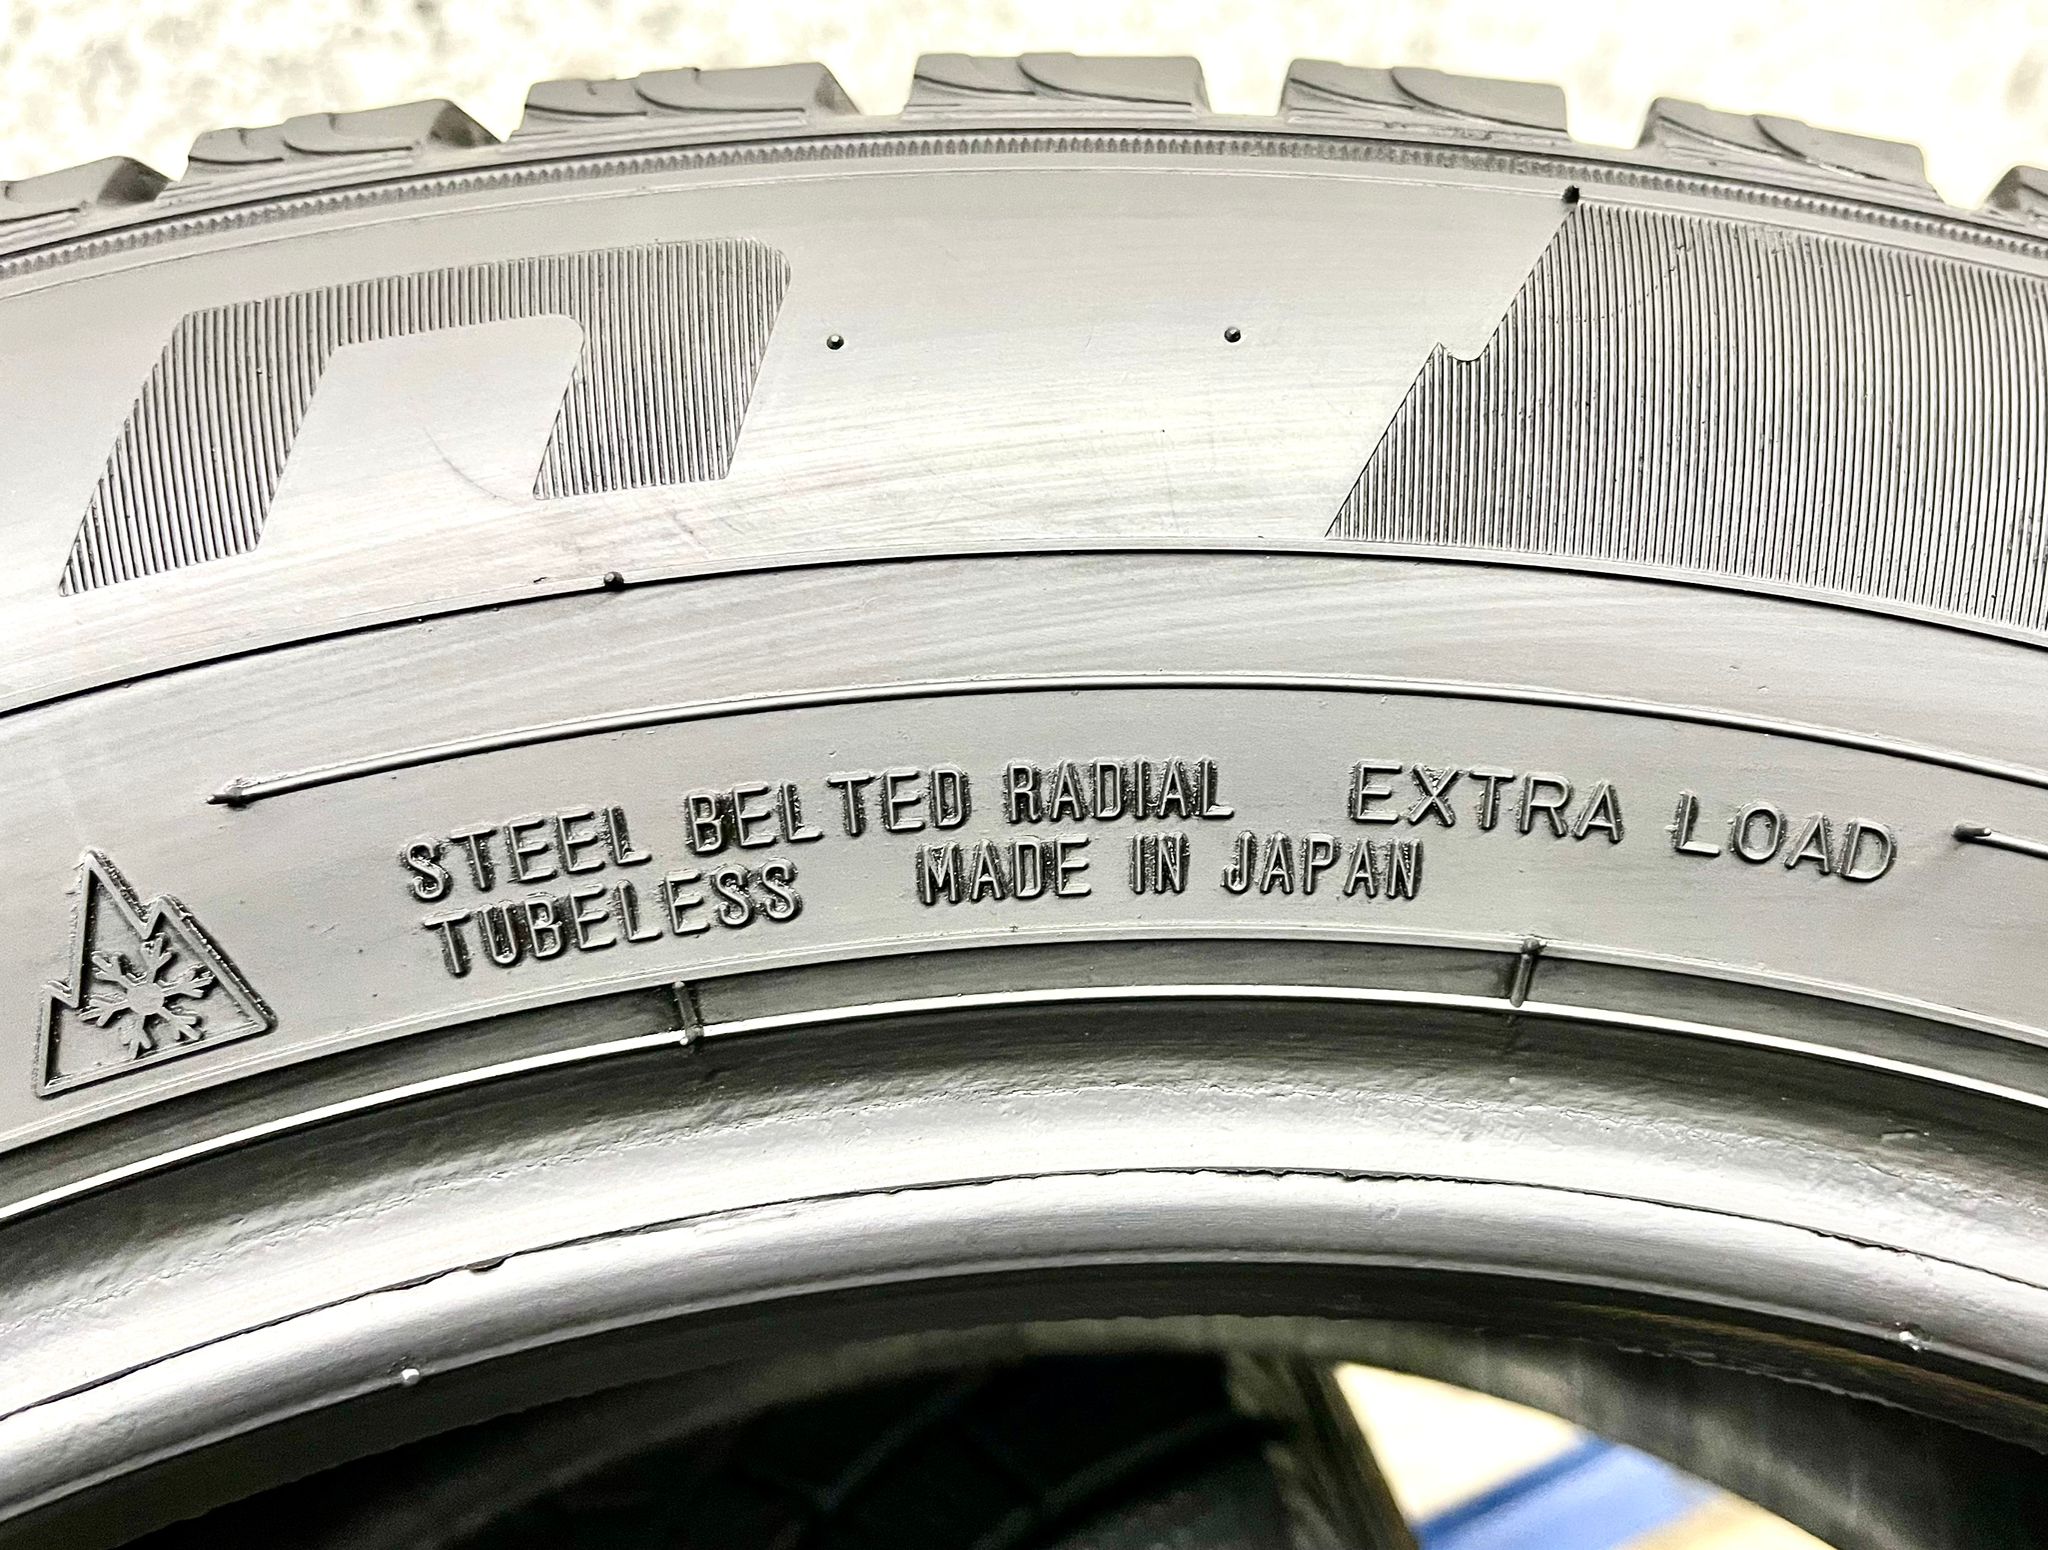 STEEL BELTED RADIAL EXTRA LOAD
TUBELESS MADE IN JAPAN